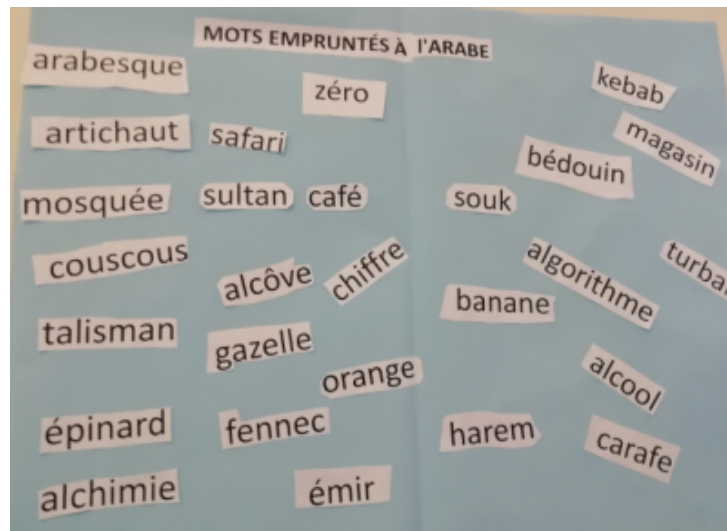 MOTS EMPRUNTÉS À l'ARABE
arabesque
zéro
kebab
artichaut
safari
magasin
bédouin
mosquée
sultan
café
souk
couscous
alcôve
chiffre
algorithme
turba
banane
talisman
gazelle
orange
alcool
épinard
fennec
harem
carafe
alchimie
émir